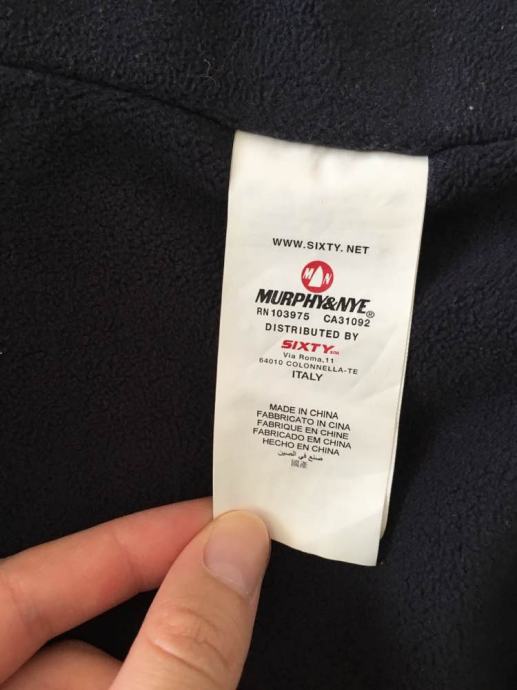 WWW.SIXTY.NET
M N
MURPHY&NYE®
RN 103975 CA31092
DISTRIBUTED BY
SIXTY SPA
Via Roma,11
64010 COLONNELLA-TE
ITALY
MADE IN CHINA
FABBRICATO IN CINA
FABRIQUE EN CHINE
FABRICADO EM CHINA
HECHO EN CHINA
صنع في الصين
國產